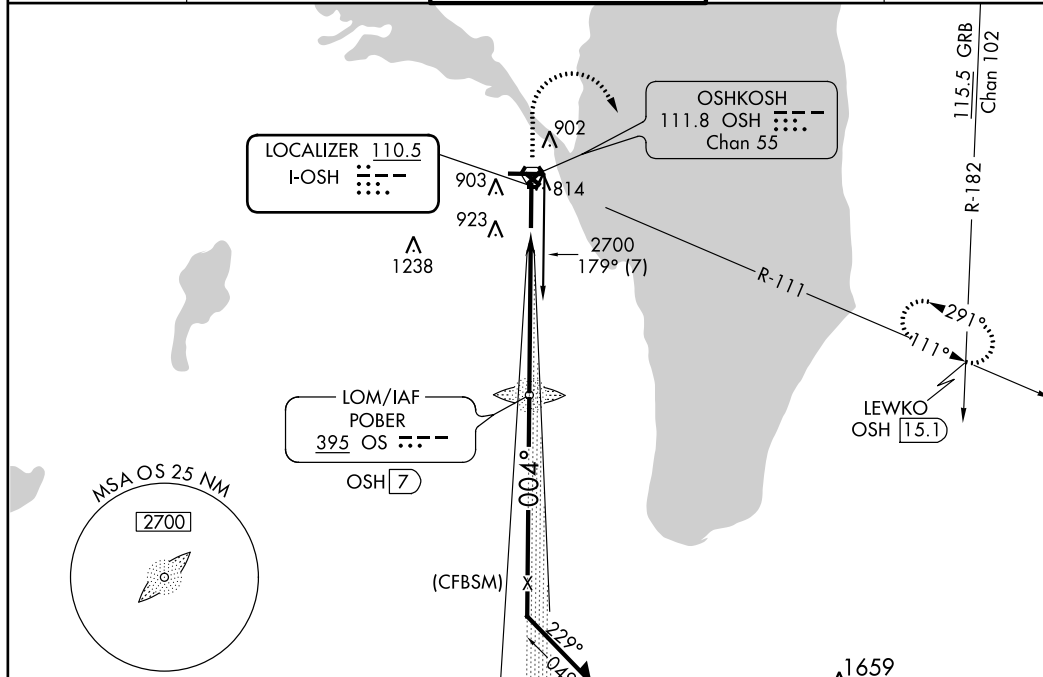 115.5 GRB
Chan 102
OSHKOSH
111.8 OSH
Chan 55
902
LOCALIZER 110.5
I-OSH
903
814
923
R-182
2700
179° (7)
1238
R-111
291°
111°
LOM/IAF
POBER
395 OS
OSH 7
LEWKO
OSH 15.1
004°
MSA OS 25 NM
2700
(CFBSM)
X
229°
1659